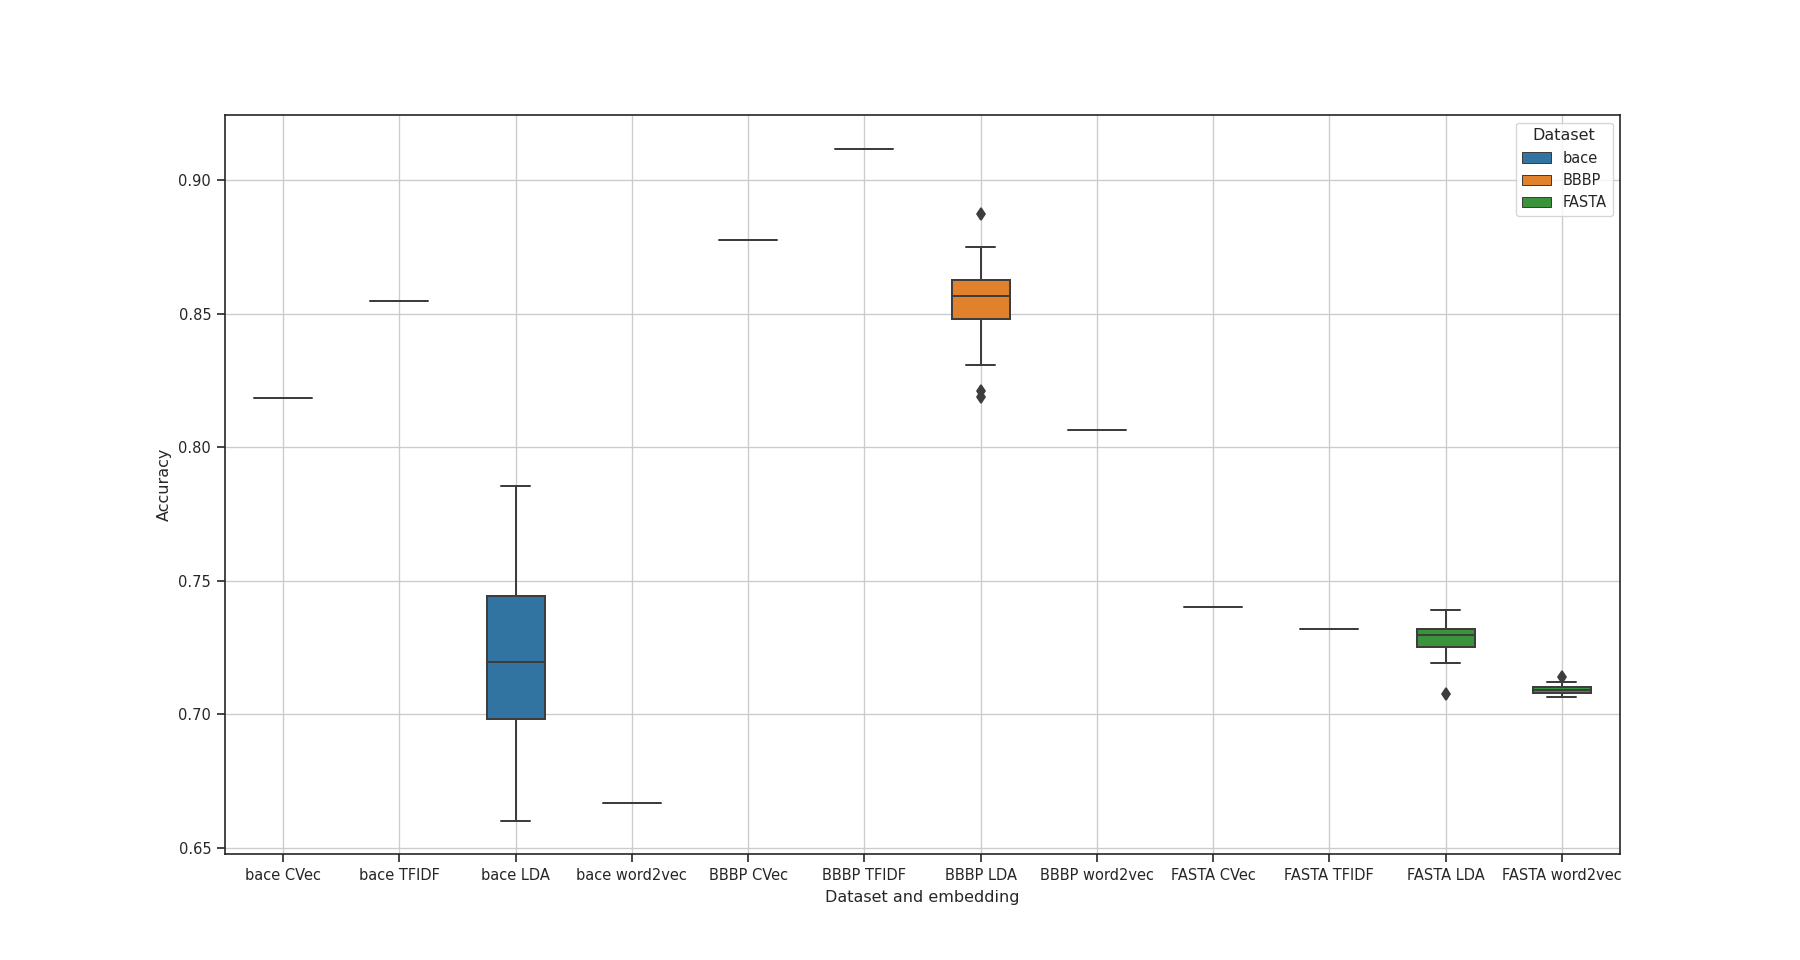 Dataset
bace
BBBP
FASTA
Accuracy
0.90
0.85
0.80
0.75
0.70
0.65
bace CVec
bace TFIDF
bace LDA
bace word2vec
BBBP CVec
BBBP TFIDF
BBBP LDA
BBBP word2vec
FASTA CVec
FASTA TFIDF
FASTA LDA
FASTA word2vec
Dataset and embedding